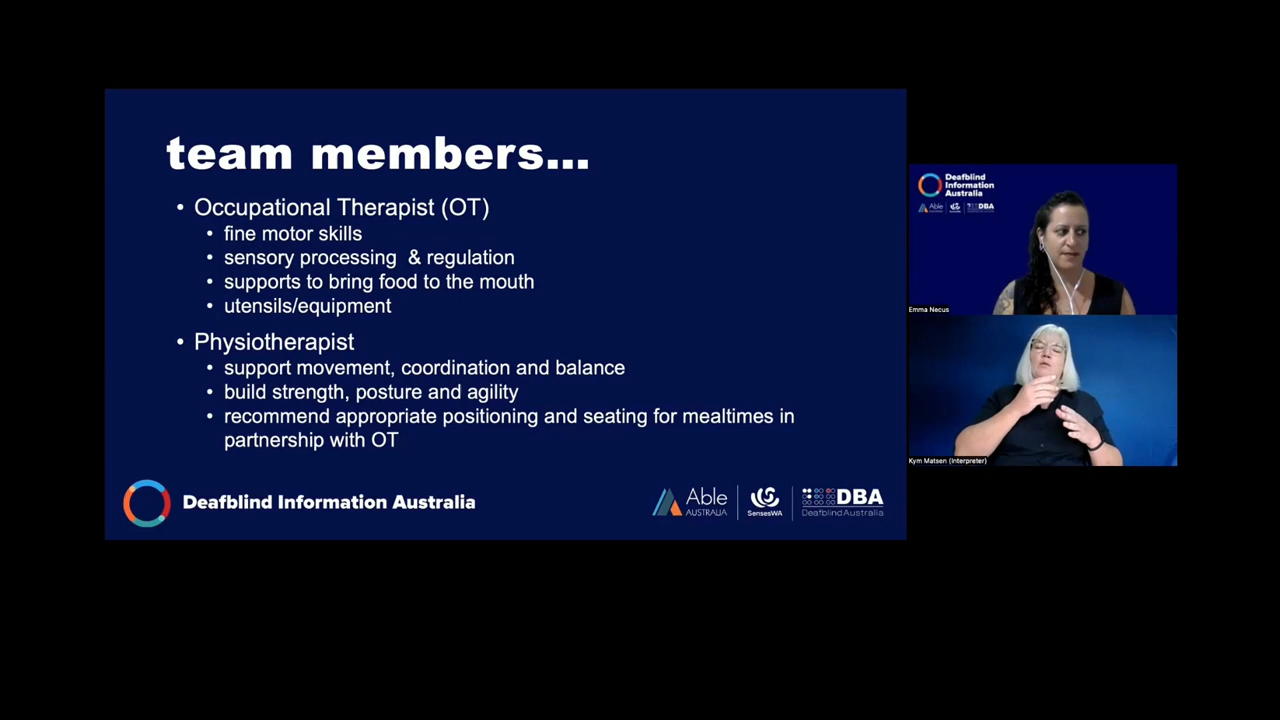 team members...
• Occupational Therapist (OT)
• fine motor skills
• sensory processing & regulation
• supports to bring food to the mouth
• utensils/equipment
• Physiotherapist
• support movement, coordination and balance
• build strength, posture and agility
• recommend appropriate positioning and seating for mealtimes in
partnership with OT
Deafblind Information Australia
Able
AUSTRALIA
SensesWA
DBA
DeafblindAustralia
Deafblind
Information
Australia
Able
DBA
Emma Necus
Kym Matsen (Interpreter)